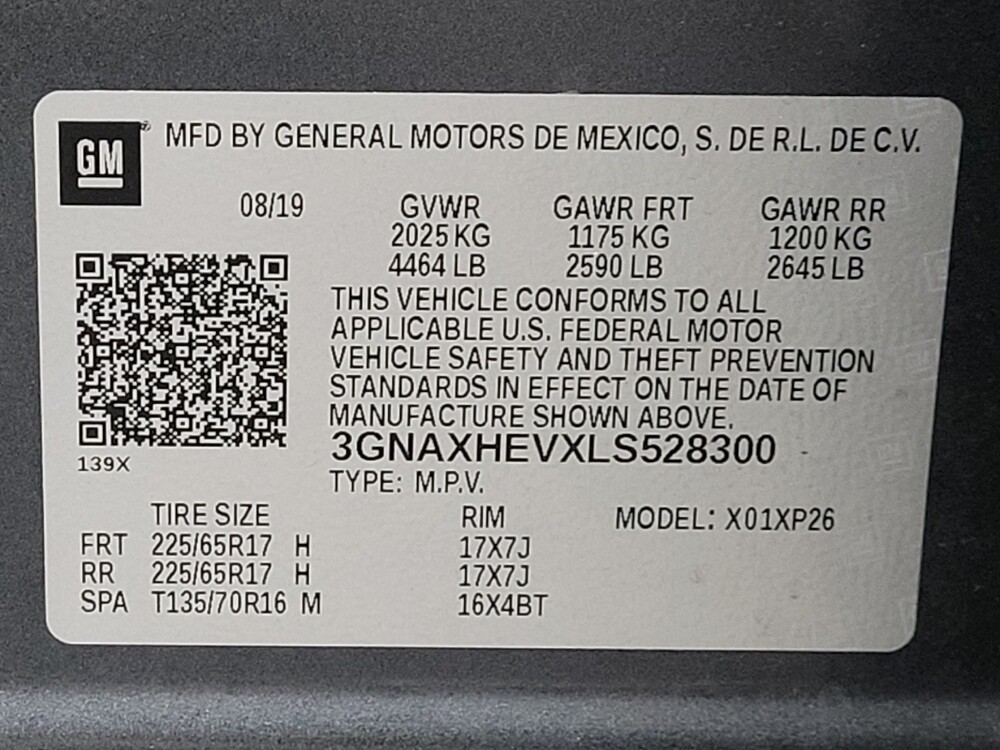 GM® MFD BY GENERAL MOTORS DE MEXICO, S. DE R.L. DE C.V.
08/19 GVWR GAWR FRT GAWR RR
2025 KG 1175 KG 1200 KG
4464 LB 2590 LB 2645 LB
THIS VEHICLE CONFORMS TO ALL
APPLICABLE U.S. FEDERAL MOTOR
VEHICLE SAFETY AND THEFT PREVENTION
STANDARDS IN EFFECT ON THE DATE OF
MANUFACTURE SHOWN ABOVE.
3GNAXHEVXLS528300
139X
TYPE: M.P.V.
TIRE SIZE RIM MODEL: X01XP26
FRT 225/65R17 H 17X7J
RR 225/65R17 H 17X7J
SPA T135/70R16 M 16X4BT